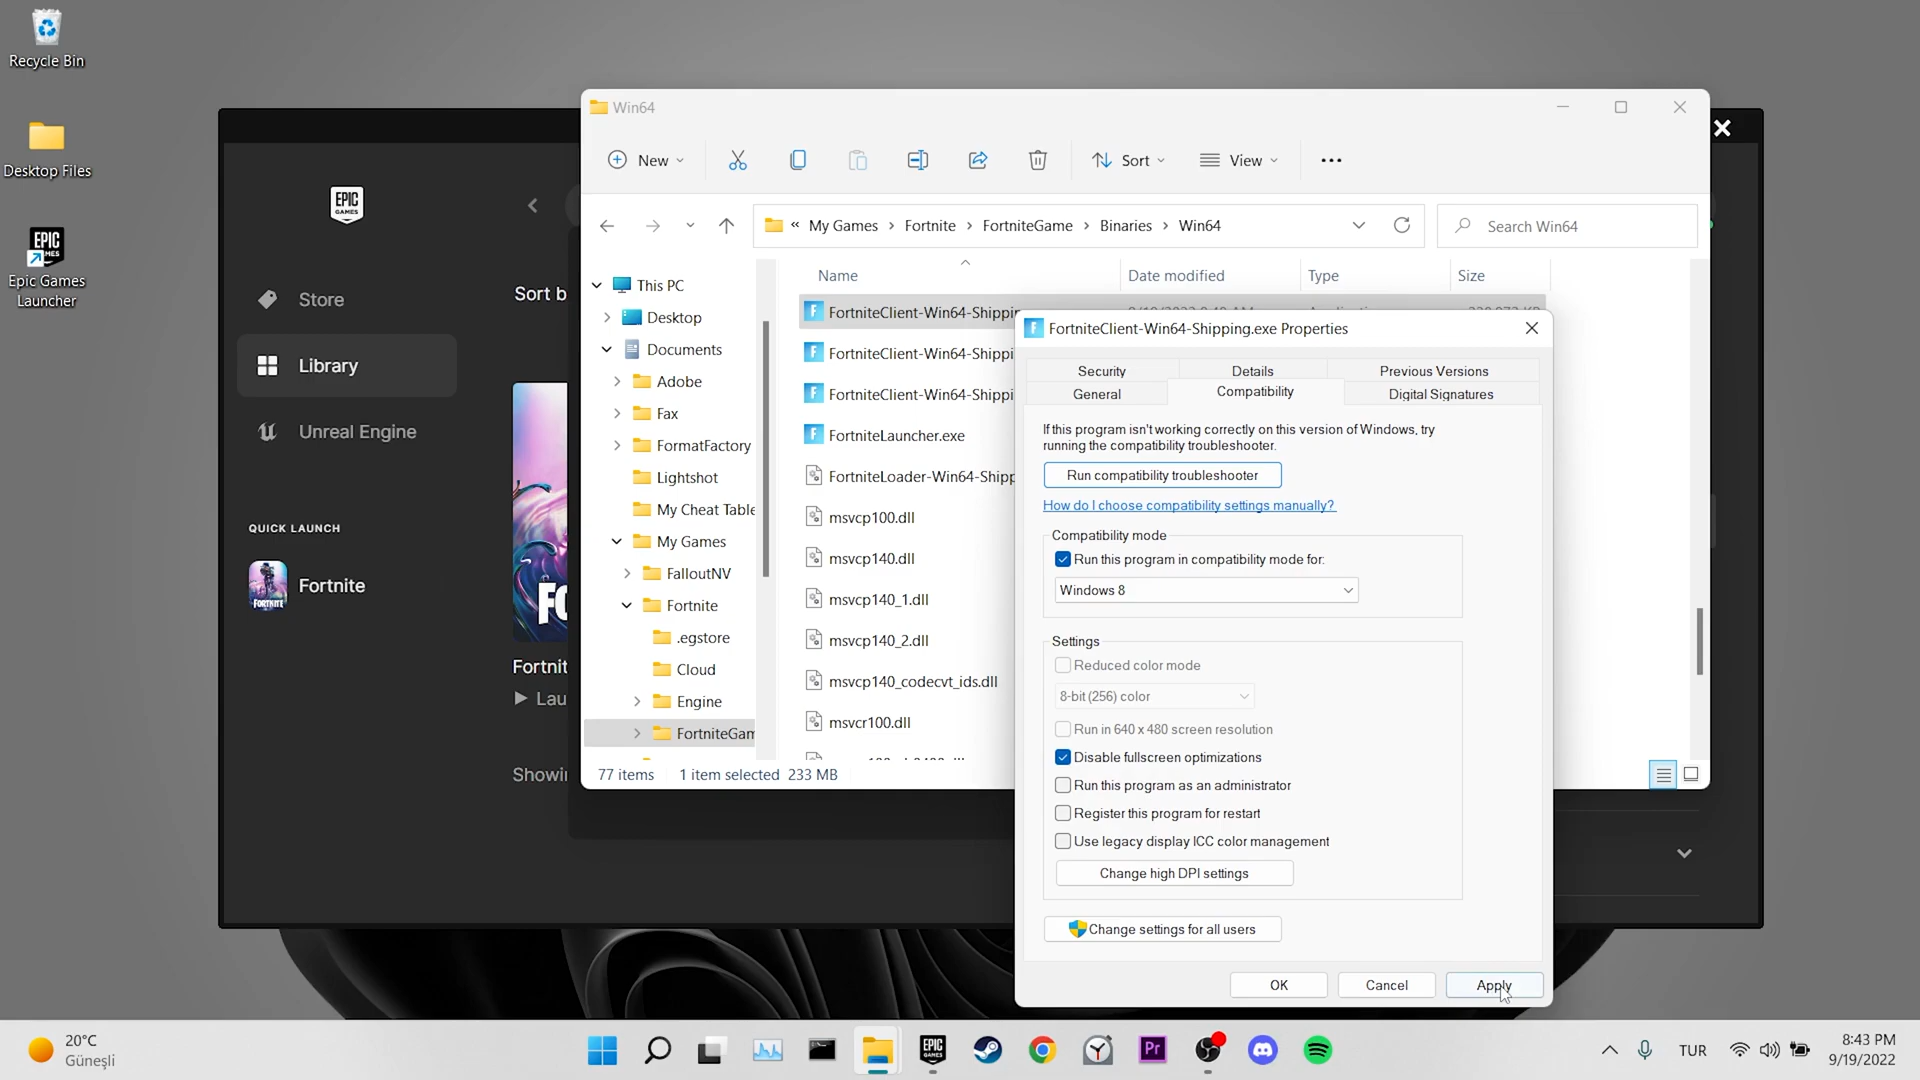 Recycle Bin
Desktop Files
EPIC GAMES
Epic Games
Launcher
EPIC GAMES
Store
Library
Unreal Engine
QUICK LAUNCH
FORTNITE
Fortnite
Sort b
Fortnit
Lau
Showi
Win64
New
Sort
View
« My Games > Fortnite > FortniteGame > Binaries > Win64
Search Win64
This PC
Desktop
Documents
Adobe
Fax
FormatFactory
Lightshot
My Cheat Table
My Games
FalloutNV
Fortnite
.egstore
Cloud
Engine
FortniteGam
Name
Date modified
Type
Size
FortniteClient-Win64-Shippin
FortniteClient-Win64-Shippi
FortniteClient-Win64-Shippi
FortniteLauncher.exe
FortniteLoader-Win64-Shipp
msvcp100.dll
msvcp140.dll
msvcp140_1.dll
msvcp140_2.dll
msvcp140_codecvt_ids.dll
msvcr100.dll
77 items
1 item selected 233 MB
FortniteClient-Win64-Shipping.exe Properties
Security
Details
Previous Versions
General
Compatibility
Digital Signatures
If this program isn't working correctly on this version of Windows, try
running the compatibility troubleshooter.
Run compatibility troubleshooter
How do I choose compatibility settings manually?
Compatibility mode
Run this program in compatibility mode for:
Windows 8
Settings
Reduced color mode
8-bit (256) color
Run in 640 x 480 screen resolution
Disable fullscreen optimizations
Run this program as an administrator
Register this program for restart
Use legacy display ICC color management
Change high DPI settings
Change settings for all users
OK
Cancel
Apply
20°C
Güneşli
EPIC GAMES
Pr
TUR
8:43 PM
9/19/2022